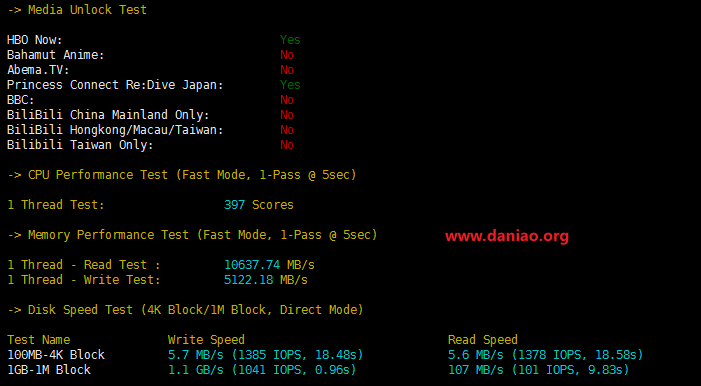 -> Media Unlock Test
HBO Now: Yes
Bahamut Anime: No
Abema.TV: No
Princess Connect Re:Dive Japan: Yes
BBC: No
BiliBili China Mainland Only: No
BiliBili Hongkong/Macau/Taiwan: No
Bilibili Taiwan Only: No
-> CPU Performance Test (Fast Mode, 1-Pass @ 5sec)
1 Thread Test: 397 Scores
-> Memory Performance Test (Fast Mode, 1-Pass @ 5sec)
www.daniao.org
1 Thread - Read Test : 10637.74 MB/s
1 Thread - Write Test: 5122.18 MB/s
-> Disk Speed Test (4K Block/1M Block, Direct Mode)
Test Name Write Speed Read Speed
100MB-4K Block 5.7 MB/s (1385 IOPS, 18.48s) 5.6 MB/s (1378 IOPS, 18.58s)
1GB-1M Block 1.1 GB/s (1041 IOPS, 0.96s) 107 MB/s (101 IOPS, 9.83s)